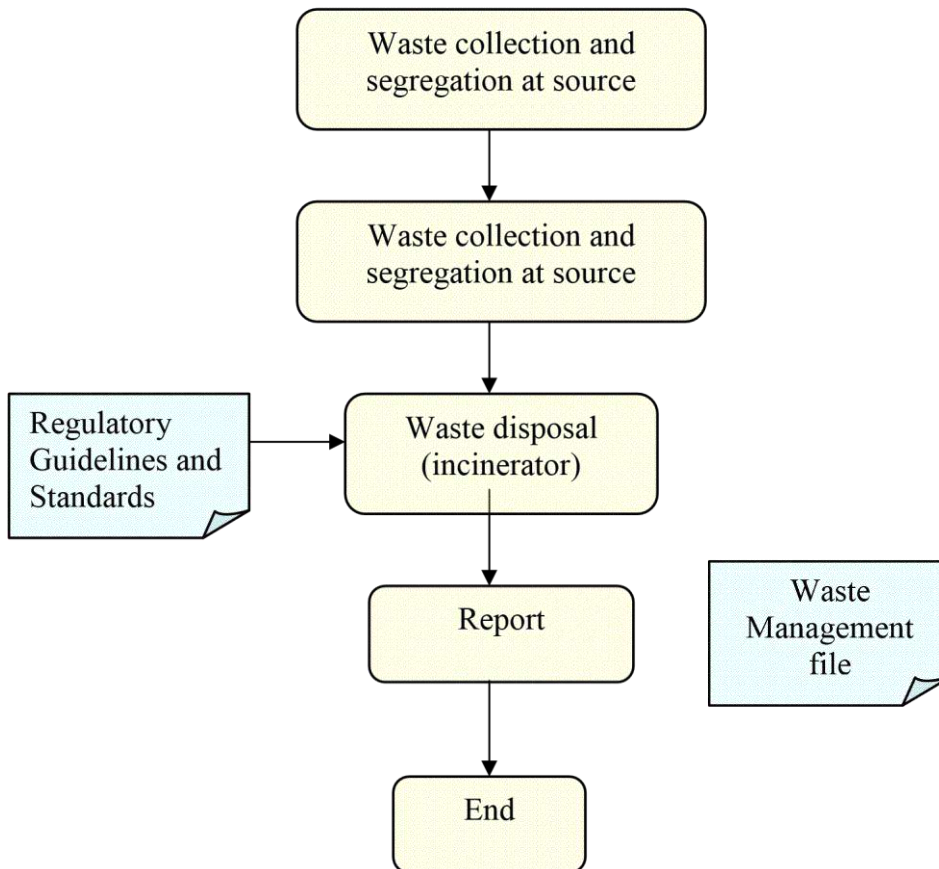 Waste collection and
segregation at source
Waste collection and
segregation at source
Regulatory
Guidelines and
Standards
Waste disposal
(incinerator)
Report
Waste
Management
file
End